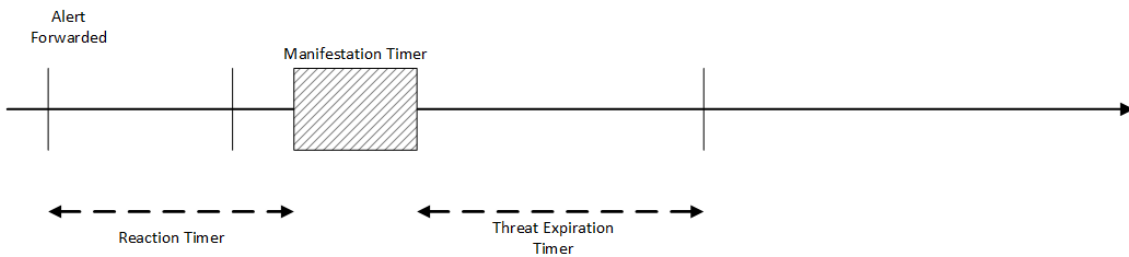 Alert
Forwarded
Manifestation Timer
Reaction Timer
Threat Expiration
Timer